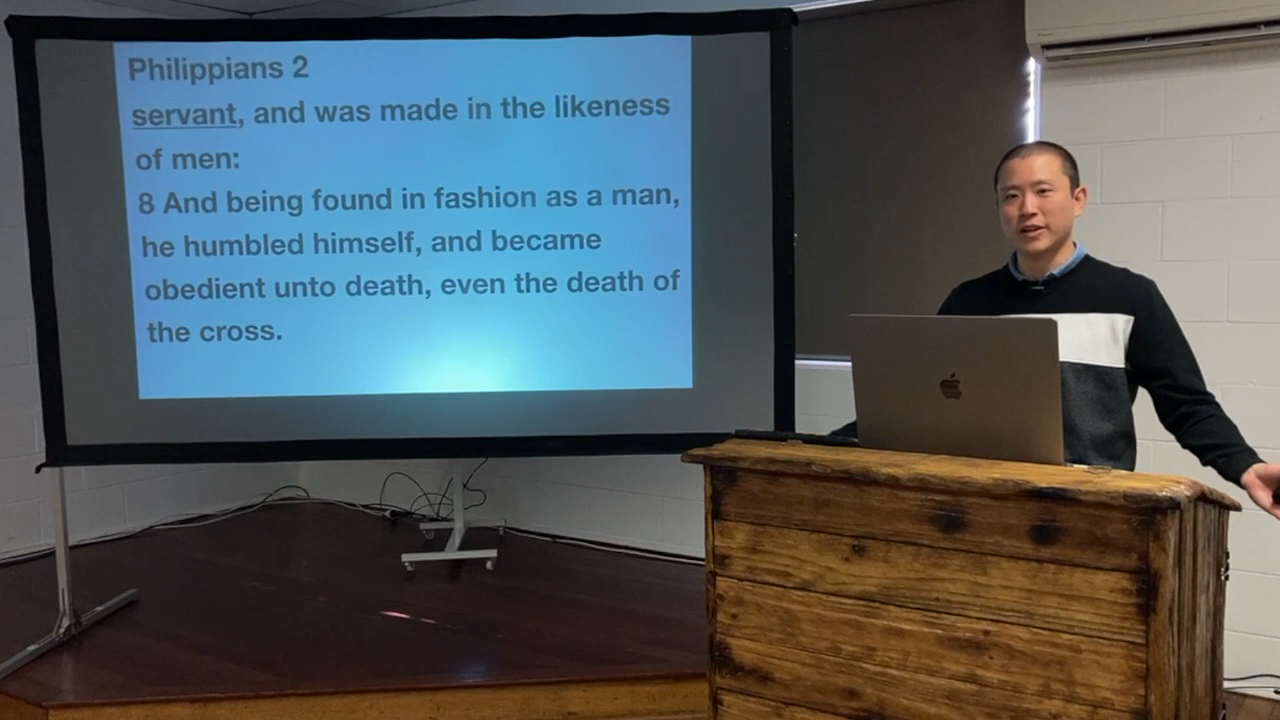 Philippians 2
servant, and was made in the likeness
of men:
8 And being found in fashion as a man,
he humbled himself, and became
obedient unto death, even the death of
the cross.